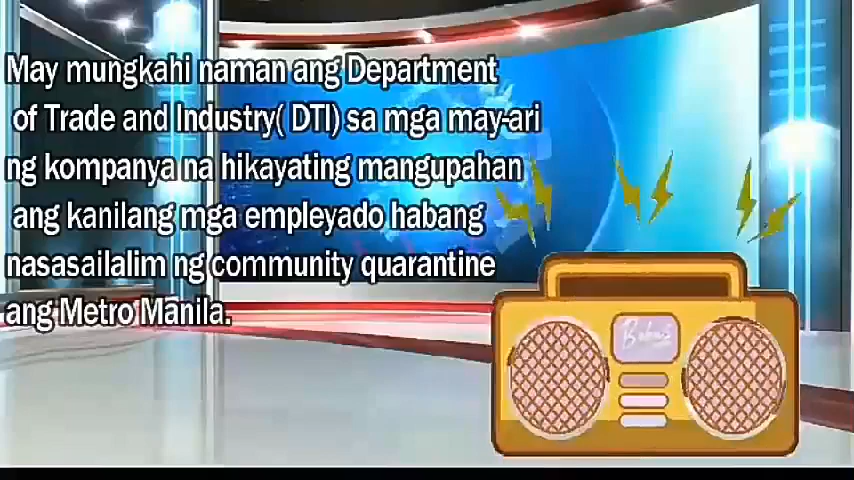 May mungkahi naman ang Department
of Trade and Industry( DTI) sa mga may-ari
ng kompanya na hikayating mangupahan
ang kanilang mga empleyado habang
nasasailalim ng community quarantine
ang Metro Manila.